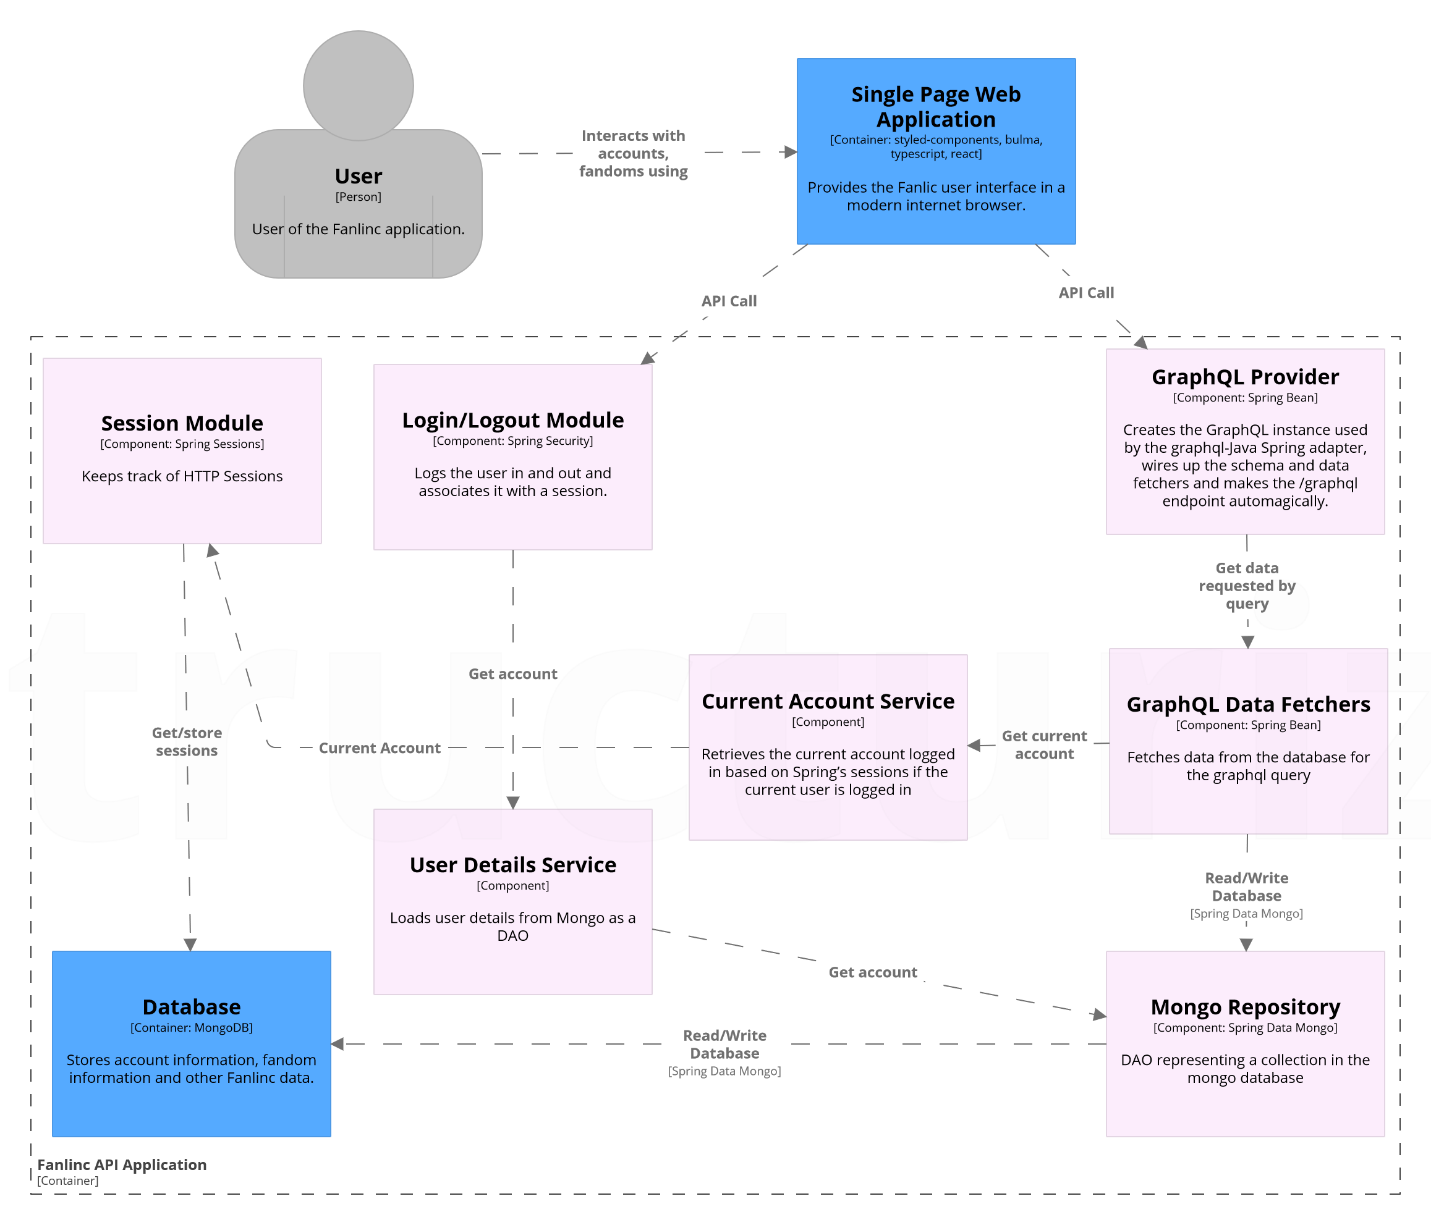 User
[Person]
User of the Fanlinc application.
Interacts with
accounts,
fandoms using
Single Page Web
Application
[Container: styled-components, bulma,
typescript, react]
Provides the Fanlic user interface in a
modern internet browser.
API Call
API Call
Session Module
[Component: Spring Sessions]
Keeps track of HTTP Sessions
Login/Logout Module
[Component: Spring Security]
Logs the user in and out and
associates it with a session.
GraphQL Provider
[Component: Spring Bean]
Creates the GraphQL instance used
by the graphql-Java Spring adapter,
wires up the schema and data
fetchers and makes the /graphql
endpoint automagically.
Get data
requested by
query
Get account
Get/store
sessions
Current Account
Current Account Service
[Component]
Retrieves the current account logged
in based on Spring's sessions if the
current user is logged in
Get current
account
GraphQL Data Fetchers
[Component: Spring Bean]
Fetches data from the database for
the graphql query
User Details Service
[Component]
Loads user details from Mongo as a
DAO
Read/Write
Database
[Spring Data Mongo]
Get account
Database
[Container: MongoDB]
Stores account information, fandom
information and other Fanlinc data.
Read/Write
Database
[Spring Data Mongo]
Mongo Repository
[Component: Spring Data Mongo]
DAO representing a collection in the
mongo database
Fanlinc API Application
[Container]
tructuriz